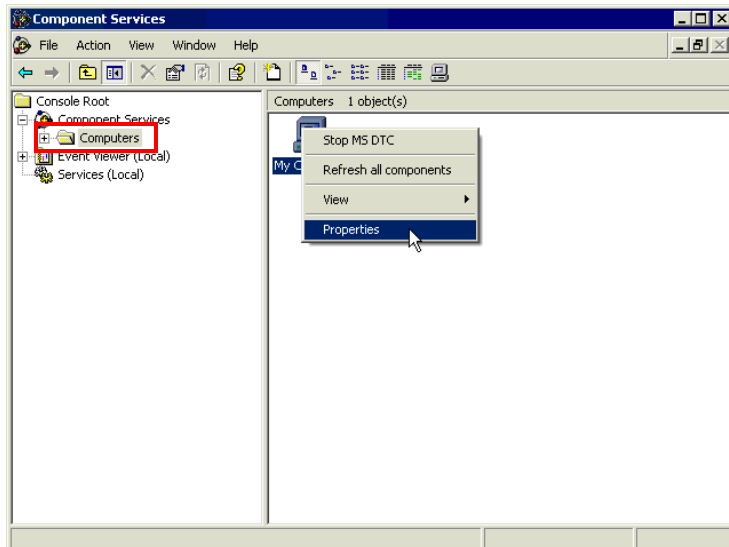 Component Services
File Action View Window Help
Console Root
Component Services
Computers
Event Viewer (Local)
Services (Local)
Computers 1 object(s)
My C
Stop MS DTC
Refresh all components
View
Properties